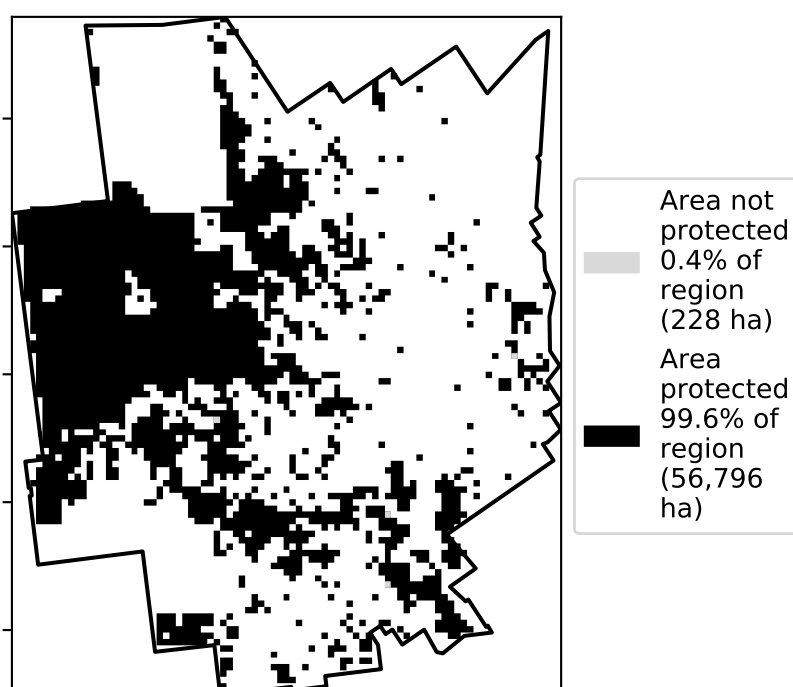 Area not
protected
0.4% of
region
(228 ha)
Area
protected
99.6% of
region
(56,796
ha)